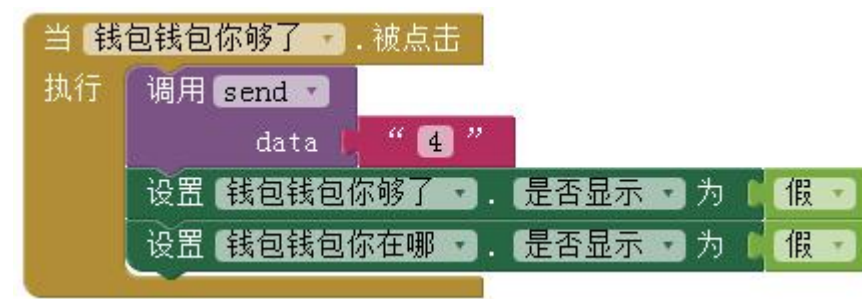 当 钱包钱包你够了 . 被点击
执行 调用 send
data “ 4 ”
设置 钱包钱包你够了 . 是否显示 为 假
设置 钱包钱包你在哪 . 是否显示 为 假